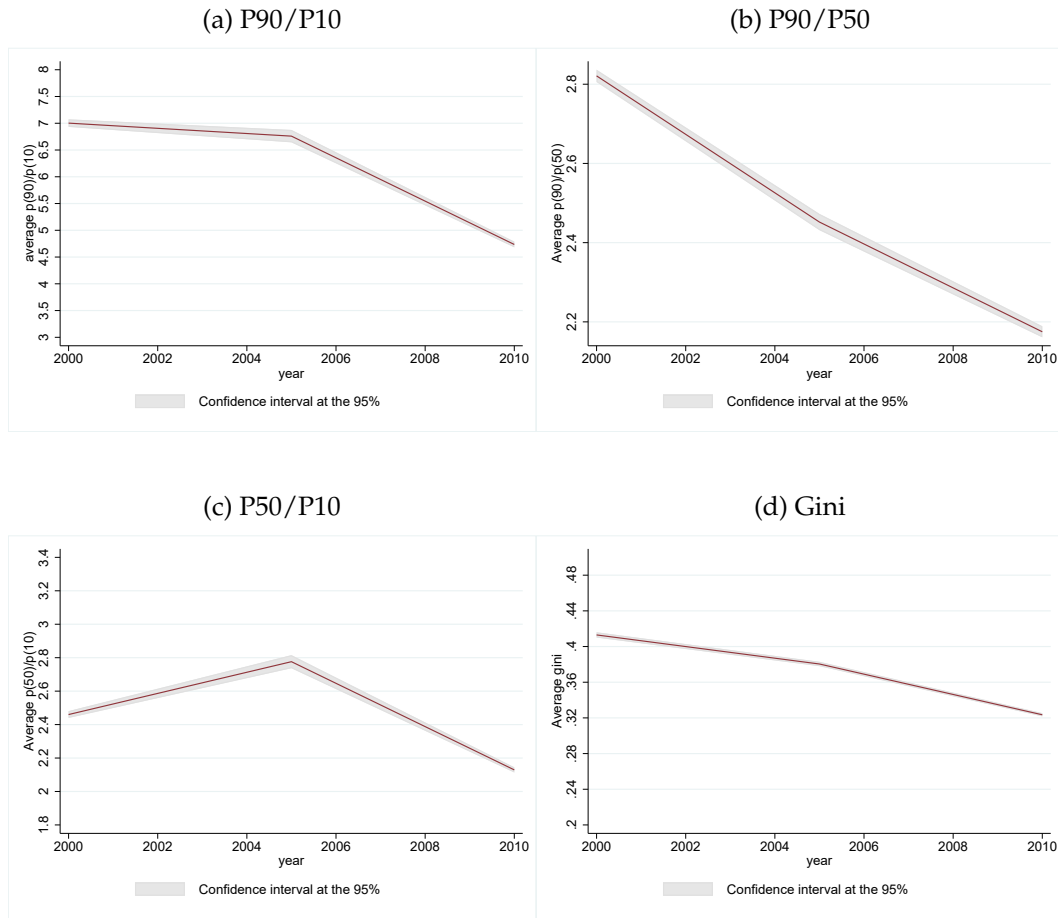 (a) P90/P10
average p(90)/p(10)
8
7.5
7
6.5
6
5.5
5
4.5
4
3.5
3
2000 2002 2004 2006 2008 2010
year
Confidence interval at the 95%
(b) P90/P50
Average p(90)/p(50)
2.8
2.6
2.4
2.2
2000 2002 2004 2006 2008 2010
year
Confidence interval at the 95%
(c) P50/P10
Average p(50)/p(10)
3.4
3.2
3
2.8
2.6
2.4
2.2
2
1.8
2000 2002 2004 2006 2008 2010
year
Confidence interval at the 95%
(d) Gini
Average gini
.48
.44
.4
.36
.32
.28
.24
.2
2000 2002 2004 2006 2008 2010
year
Confidence interval at the 95%